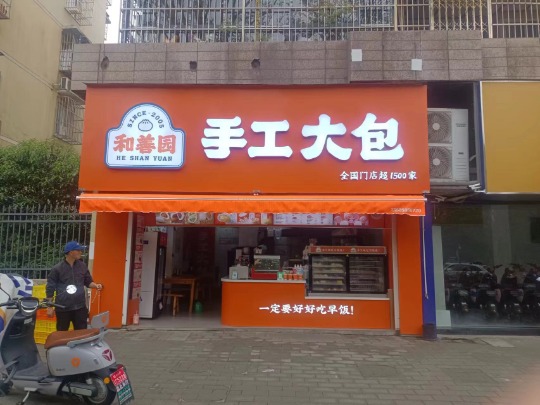 SINCE·2005
和善园
HE SHAN YUAN
手工大包
全国门店超1500家
一定要好好吃早饭!